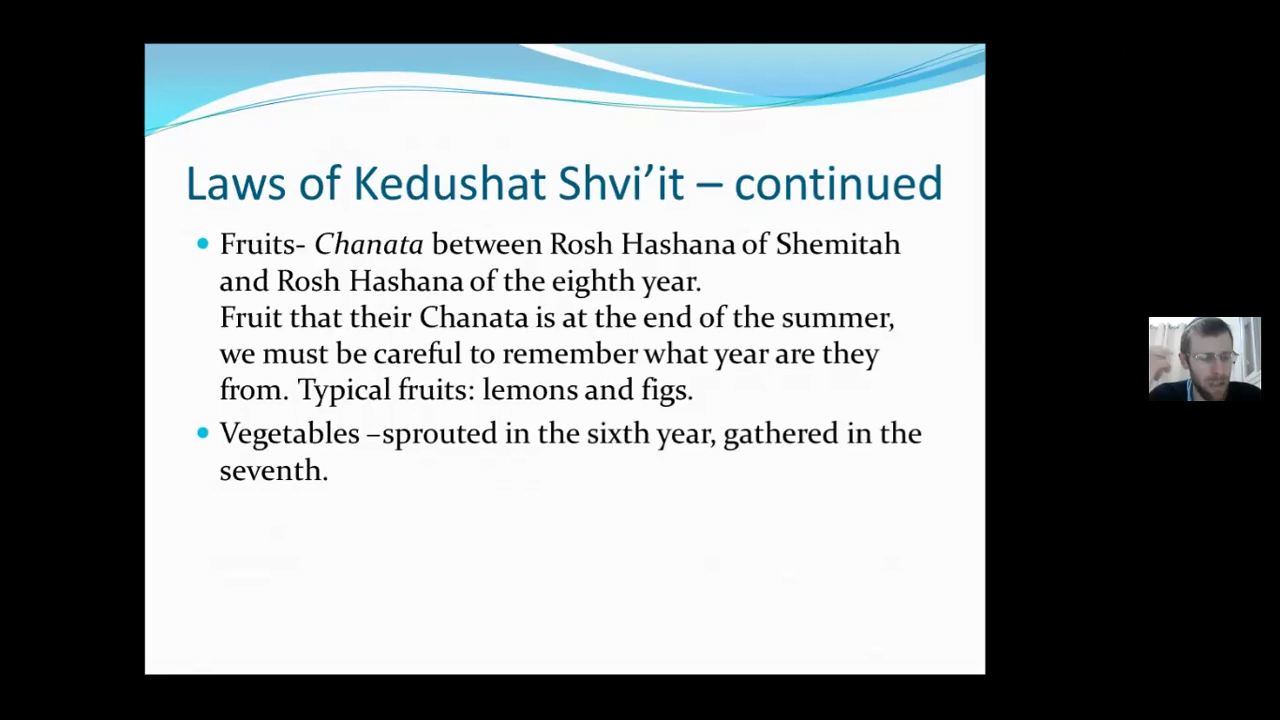 Laws of Kedushat Shvi’it – continued
Fruits- Chanata between Rosh Hashana of Shemitah
and Rosh Hashana of the eighth year.
Fruit that their Chanata is at the end of the summer,
we must be careful to remember what year are they
from. Typical fruits: lemons and figs.
Vegetables –sprouted in the sixth year, gathered in the
seventh.